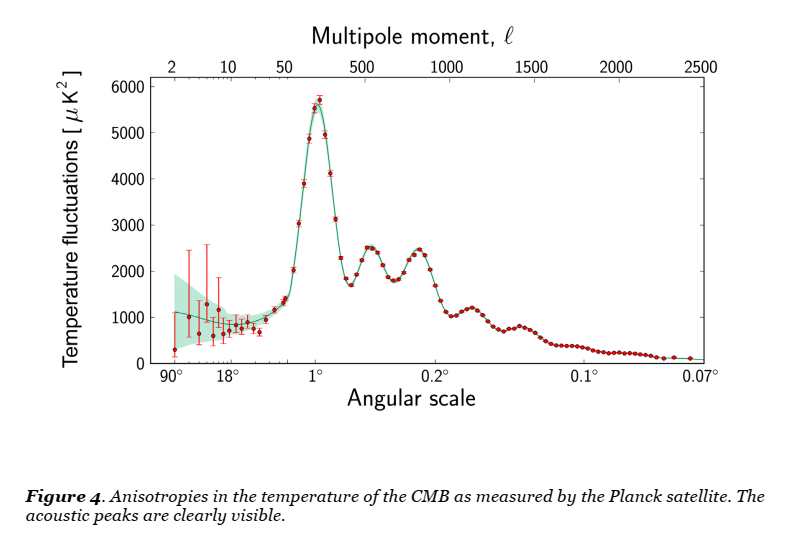 Multipole moment, ℓ
2 10 50 500 1000 1500 2000 2500
Temperature fluctuations [ μ K² ]
6000
5000
4000
3000
2000
1000
0
90° 18° 1° 0.2° 0.1° 0.07°
Angular scale
Figure 4. Anisotropies in the temperature of the CMB as measured by the Planck satellite. The
acoustic peaks are clearly visible.